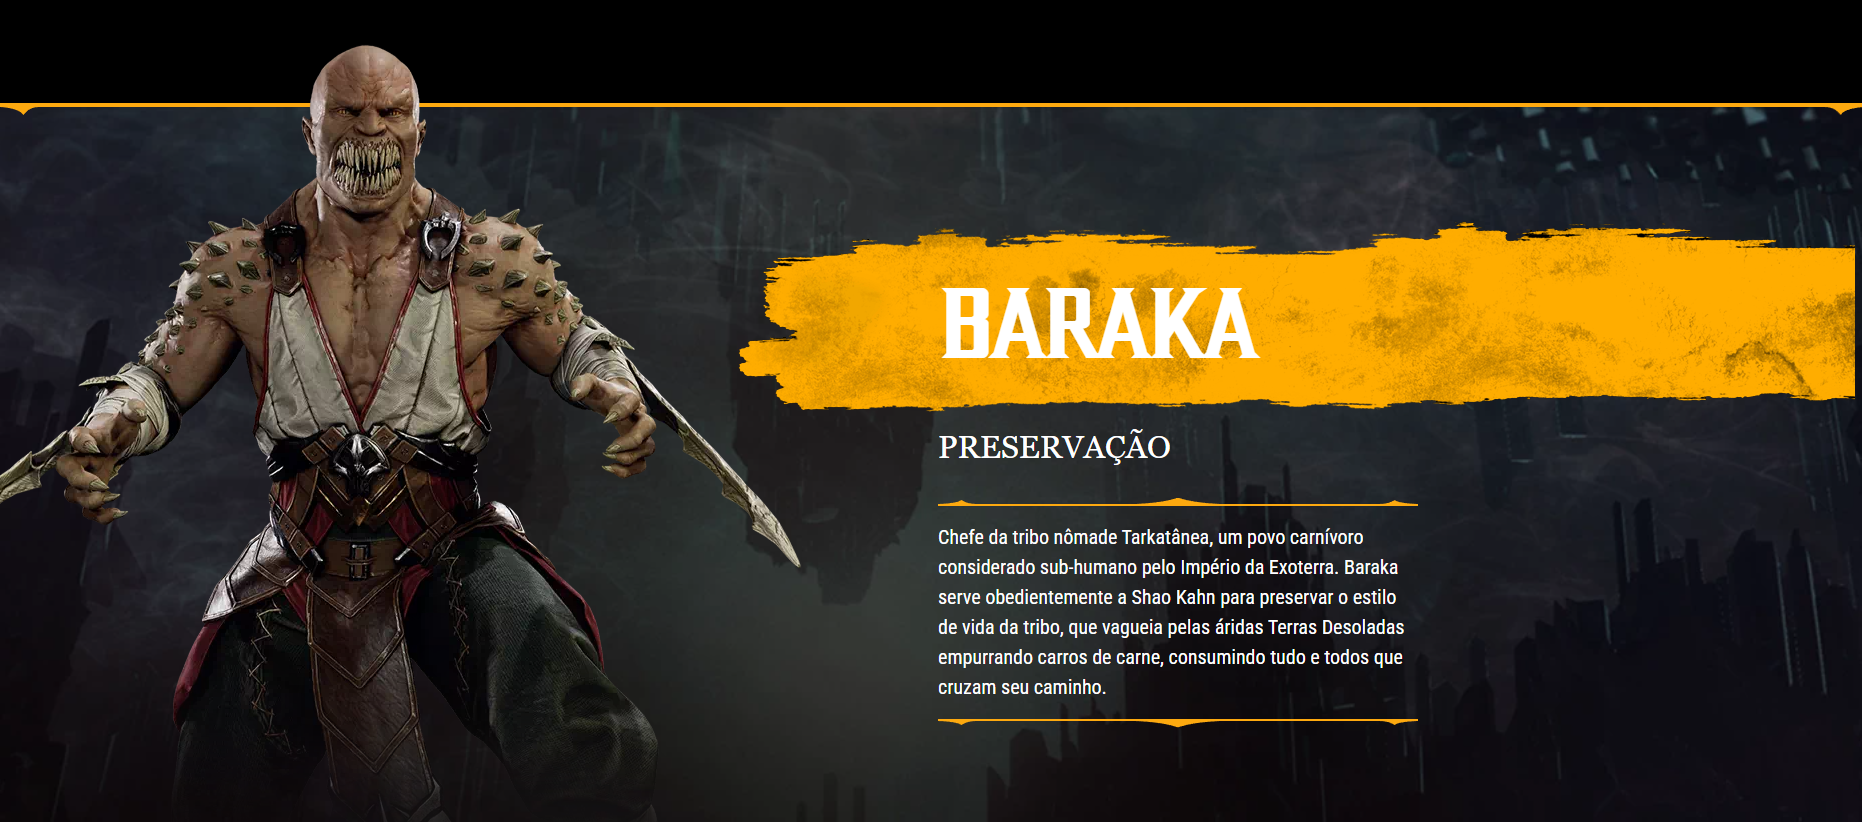 BARAKA
PRESERVAÇÃO
Chefe da tribo nômade Tarkatânea, um povo carnívoro
considerado sub-humano pelo Império da Exoterra. Baraka
serve obedientemente a Shao Kahn para preservar o estilo
de vida da tribo, que vagueia pelas áridas Terras Desoladas
empurrando carros de carne, consumindo tudo e todos que
cruzam seu caminho.